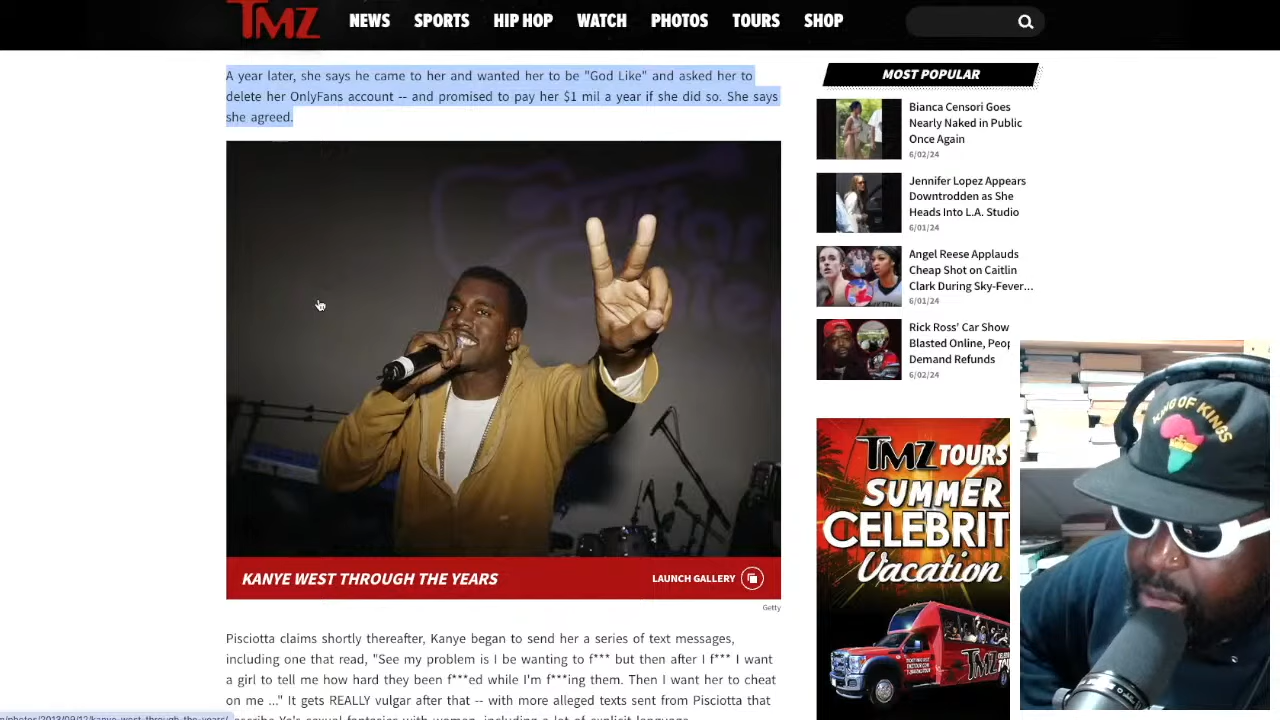 TMZ
NEWS
SPORTS
HIP HOP
WATCH
PHOTOS
TOURS
SHOP
A year later, she says he came to her and wanted her to be "God Like" and asked her to
delete her OnlyFans account -- and promised to pay her $1 mil a year if she did so. She says
she agreed.
KANYE WEST THROUGH THE YEARS
LAUNCH GALLERY
Getty
Pisciotta claims shortly thereafter, Kanye began to send her a series of text messages,
including one that read, "See my problem is I be wanting to f*** but then after I f*** I want
a girl to tell me how hard they been f***ed while I'm f***ing them. Then I want her to cheat
on me ..." It gets REALLY vulgar after that -- with more alleged texts sent from Pisciotta that
MOST POPULAR
Bianca Censori Goes
Nearly Naked in Public
Once Again
6/02/24
Jennifer Lopez Appears
Downtrodden as She
Heads Into L.A. Studio
6/01/24
Angel Reese Applauds
Cheap Shot on Caitlin
Clark During Sky-Fever...
6/01/24
Rick Ross' Car Show
Blasted Online, Peop
Demand Refunds
6/02/24
TMZ TOURS
SUMMER
CELEBRIT
Vacation
TMZ
KING OF KINGS